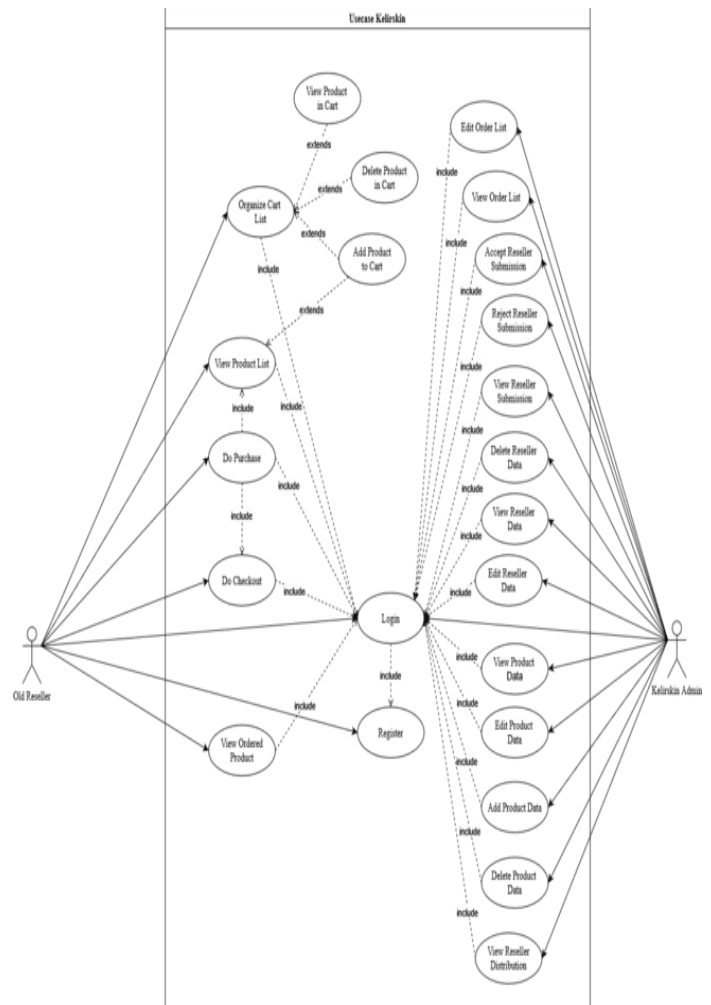 Usecase Kelirskin
View Product
in Cart
extends
Delete Product
in Cart
extends
Organize Cart
List
extends
Add Product
to Cart
include
extends
View Product List
include
include
Do Purchase
include
include
Do Checkout
include
Login
include
Register
include
View Ordered
Product
Old Reseller
Edit Order List
include
View Order List
include
Accept Reseller
Submission
include
Reject Reseller
Submission
include
View Reseller
Submission
include
Delete Reseller
Data
include
View Reseller
Data
include
Edit Reseller
Data
include
View Product
Data
include
Edit Product
Data
include
Add Product Data
include
Delete Product
Data
include
View Reseller
Distribution
include
Kelirskin Admin